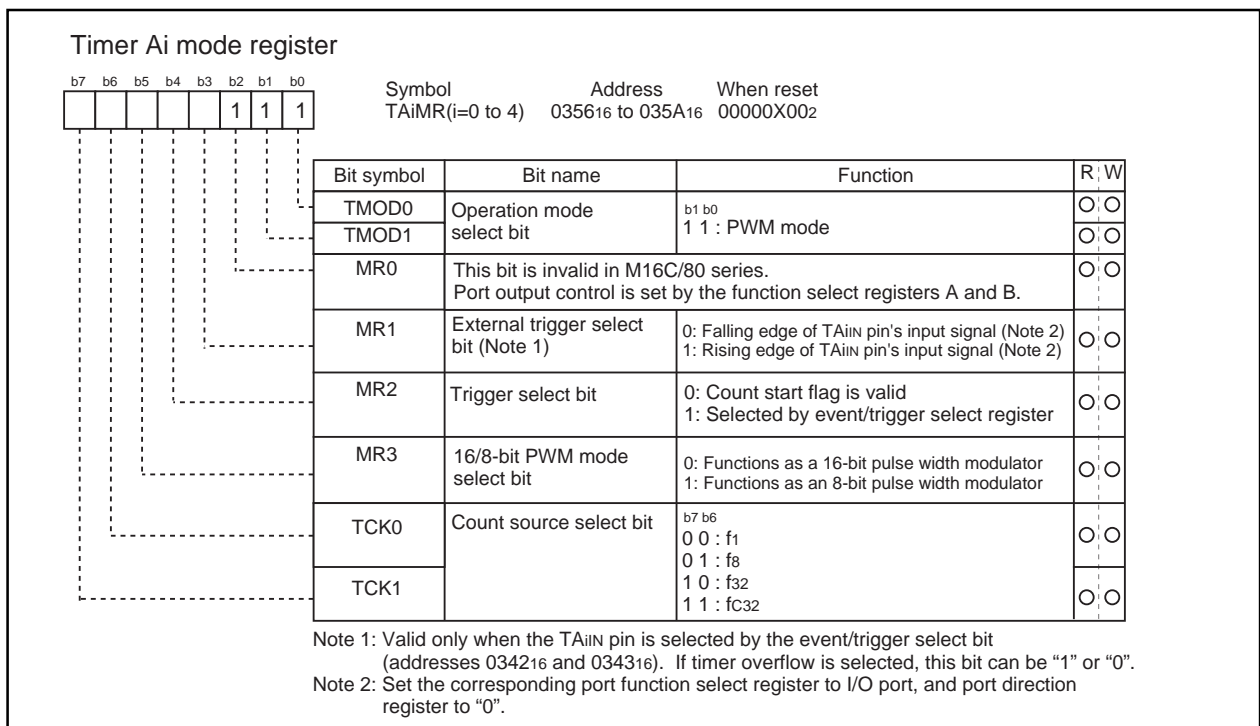 Timer Ai mode register
b7 b6 b5 b4 b3 b2 b1 b0
1 1 1
Symbol Address When reset
TAiMR(i=0 to 4) 035616 to 035A16 00000X002
Bit symbol Bit name Function R W
TMOD0 Operation mode select bit b1 b0
1 1 : PWM mode
TMOD1
MR0 This bit is invalid in M16C/80 series.
Port output control is set by the function select registers A and B.
MR1 External trigger select bit (Note 1) 0: Falling edge of TAiIN pin's input signal (Note 2)
1: Rising edge of TAiIN pin's input signal (Note 2)
MR2 Trigger select bit 0: Count start flag is valid
1: Selected by event/trigger select register
MR3 16/8-bit PWM mode select bit 0: Functions as a 16-bit pulse width modulator
1: Functions as an 8-bit pulse width modulator
TCK0 Count source select bit b7 b6
0 0 : f1
0 1 : f8
TCK1 1 0 : f32
1 1 : fC32
Note 1: Valid only when the TAiIN pin is selected by the event/trigger select bit
(addresses 034216 and 034316). If timer overflow is selected, this bit can be “1” or “0”.
Note 2: Set the corresponding port function select register to I/O port, and port direction
register to “0”.